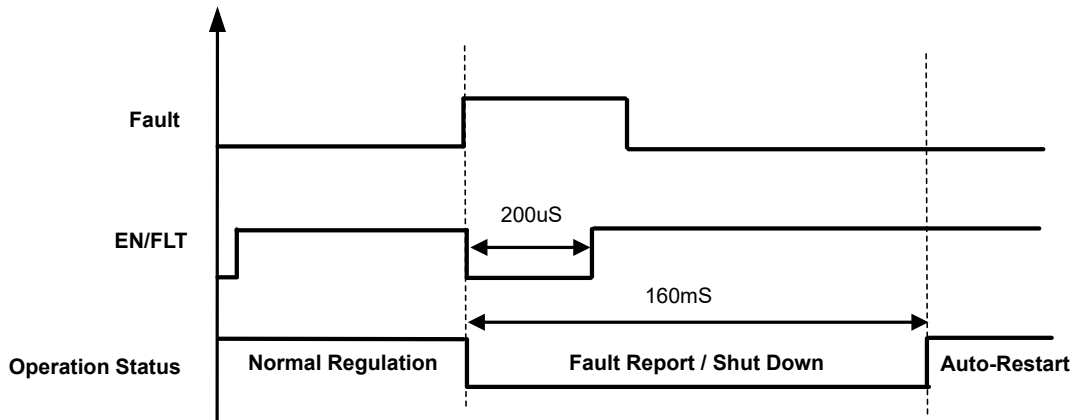 Fault
200uS
EN/FLT
160mS
Operation Status Normal Regulation Fault Report / Shut Down Auto-Restart